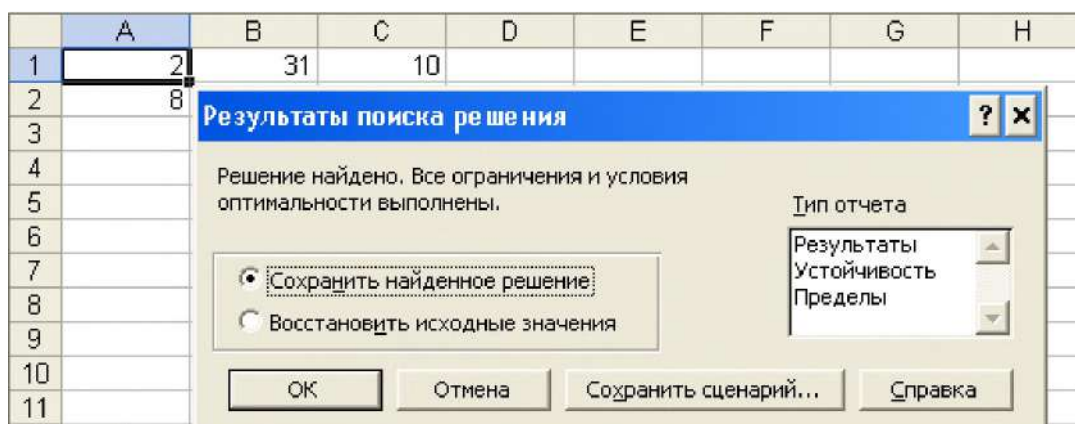 A B C D E F G H
1 2 31 10
2 8
3
4
5
6
7
8
9
10
11
Результаты поиска решения ?
Решение найдено. Все ограничения и условия
оптимальности выполнены.
Тип отчета
Результаты
Устойчивость
Пределы
Сохранить найденное решение
Восстановить исходные значения
ОК Отмена Сохранить сценарий... Справка